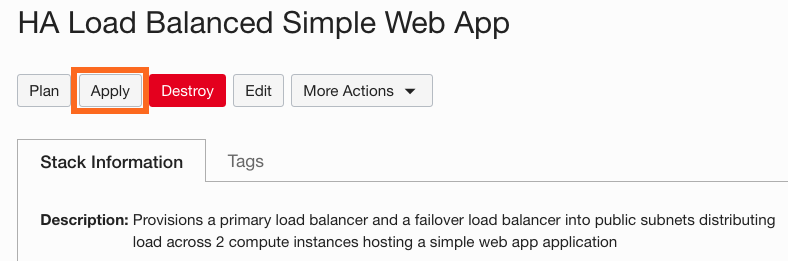 HA Load Balanced Simple Web App
Plan Apply Destroy Edit More Actions
Stack Information Tags
Description: Provisions a primary load balancer and a failover load balancer into public subnets distributing
load across 2 compute instances hosting a simple web app application